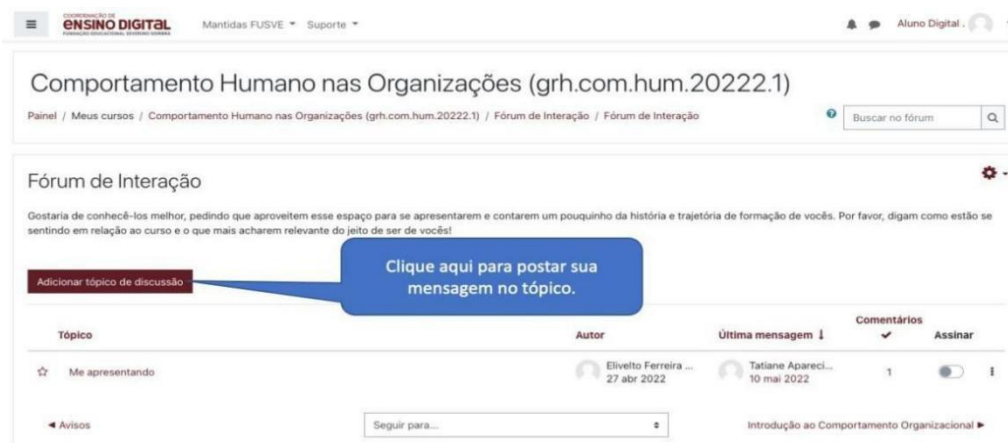 COORDENAÇÃO DE
ENSINO DIGITAL
FUNDAÇÃO EDUCACIONAL SEVERINO SOMBRA
Mantidas FUSVE Suporte
Aluno Digital .
Comportamento Humano nas Organizações (grh.com.hum.20222.1)
Painel / Meus cursos / Comportamento Humano nas Organizações (grh.com.hum.20222.1) / Fórum de Interação / Fórum de Interação
Buscar no fórum
Fórum de Interação
Gostaria de conhecê-los melhor, pedindo que aproveitem esse espaço para se apresentarem e contarem um pouquinho da história e trajetória de formação de vocês. Por favor, digam como estão se
sentindo em relação ao curso e o que mais acharem relevante do jeito de ser de vocês!
Clique aqui para postar sua
mensagem no tópico.
Adicionar tópico de discussão
Tópico Autor Última mensagem Comentários Assinar
Me apresentando Elivelto Ferreira ... Tatiane Apareci... 1
27 abr 2022 10 mai 2022
Avisos Seguir para... Introdução ao Comportamento Organizacional